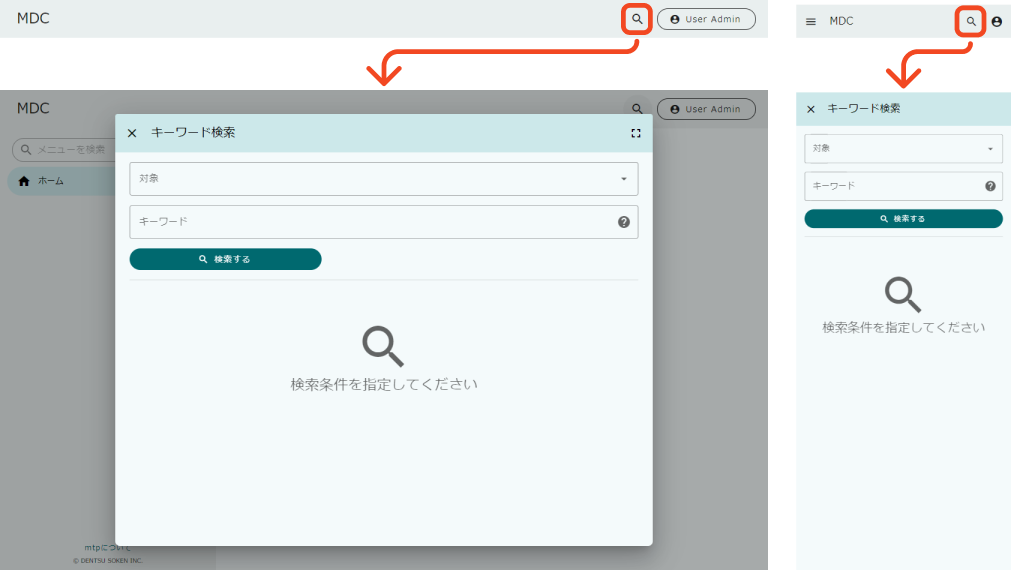 MDC
User Admin
MDC
MDC
User Admin
キーワード検索
メニューを検索
ホーム
対象
キーワード
検索する
検索条件を指定してください
mtpについて
© DENTSU SOKEN INC.
キーワード検索
対象
キーワード
検索する
検索条件を指定してください